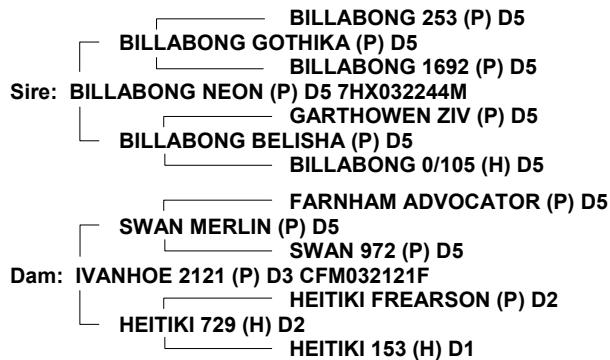 BILLABONG 253 (P) D5
BILLABONG GOTHIKA (P) D5
BILLABONG 1692 (P) D5
Sire: BILLABONG NEON (P) D5 7HX032244M
GARTHOWEN ZIV (P) D5
BILLABONG BELISHA (P) D5
BILLABONG 0/105 (H) D5
FARNHAM ADVOCATOR (P) D5
SWAN MERLIN (P) D5
SWAN 972 (P) D5
Dam: IVANHOE 2121 (P) D3 CFM032121F
HEITIKI FREARSON (P) D2
HEITIKI 729 (H) D2
HEITIKI 153 (H) D1